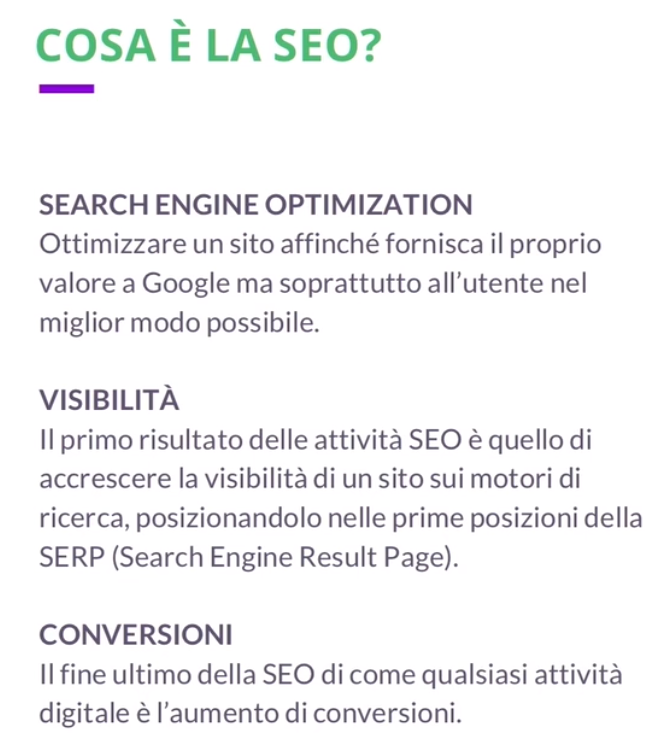 COSA È LA SEO?
SEARCH ENGINE OPTIMIZATION
Ottimizzare un sito affinché fornisca il proprio
valore a Google ma soprattutto all’utente nel
miglior modo possibile.
VISIBILITÀ
Il primo risultato delle attività SEO è quello di
accrescere la visibilità di un sito sui motori di
ricerca, posizionandolo nelle prime posizioni della
SERP (Search Engine Result Page).
CONVERSIONI
Il fine ultimo della SEO di come qualsiasi attività
digitale è l’aumento di conversioni.